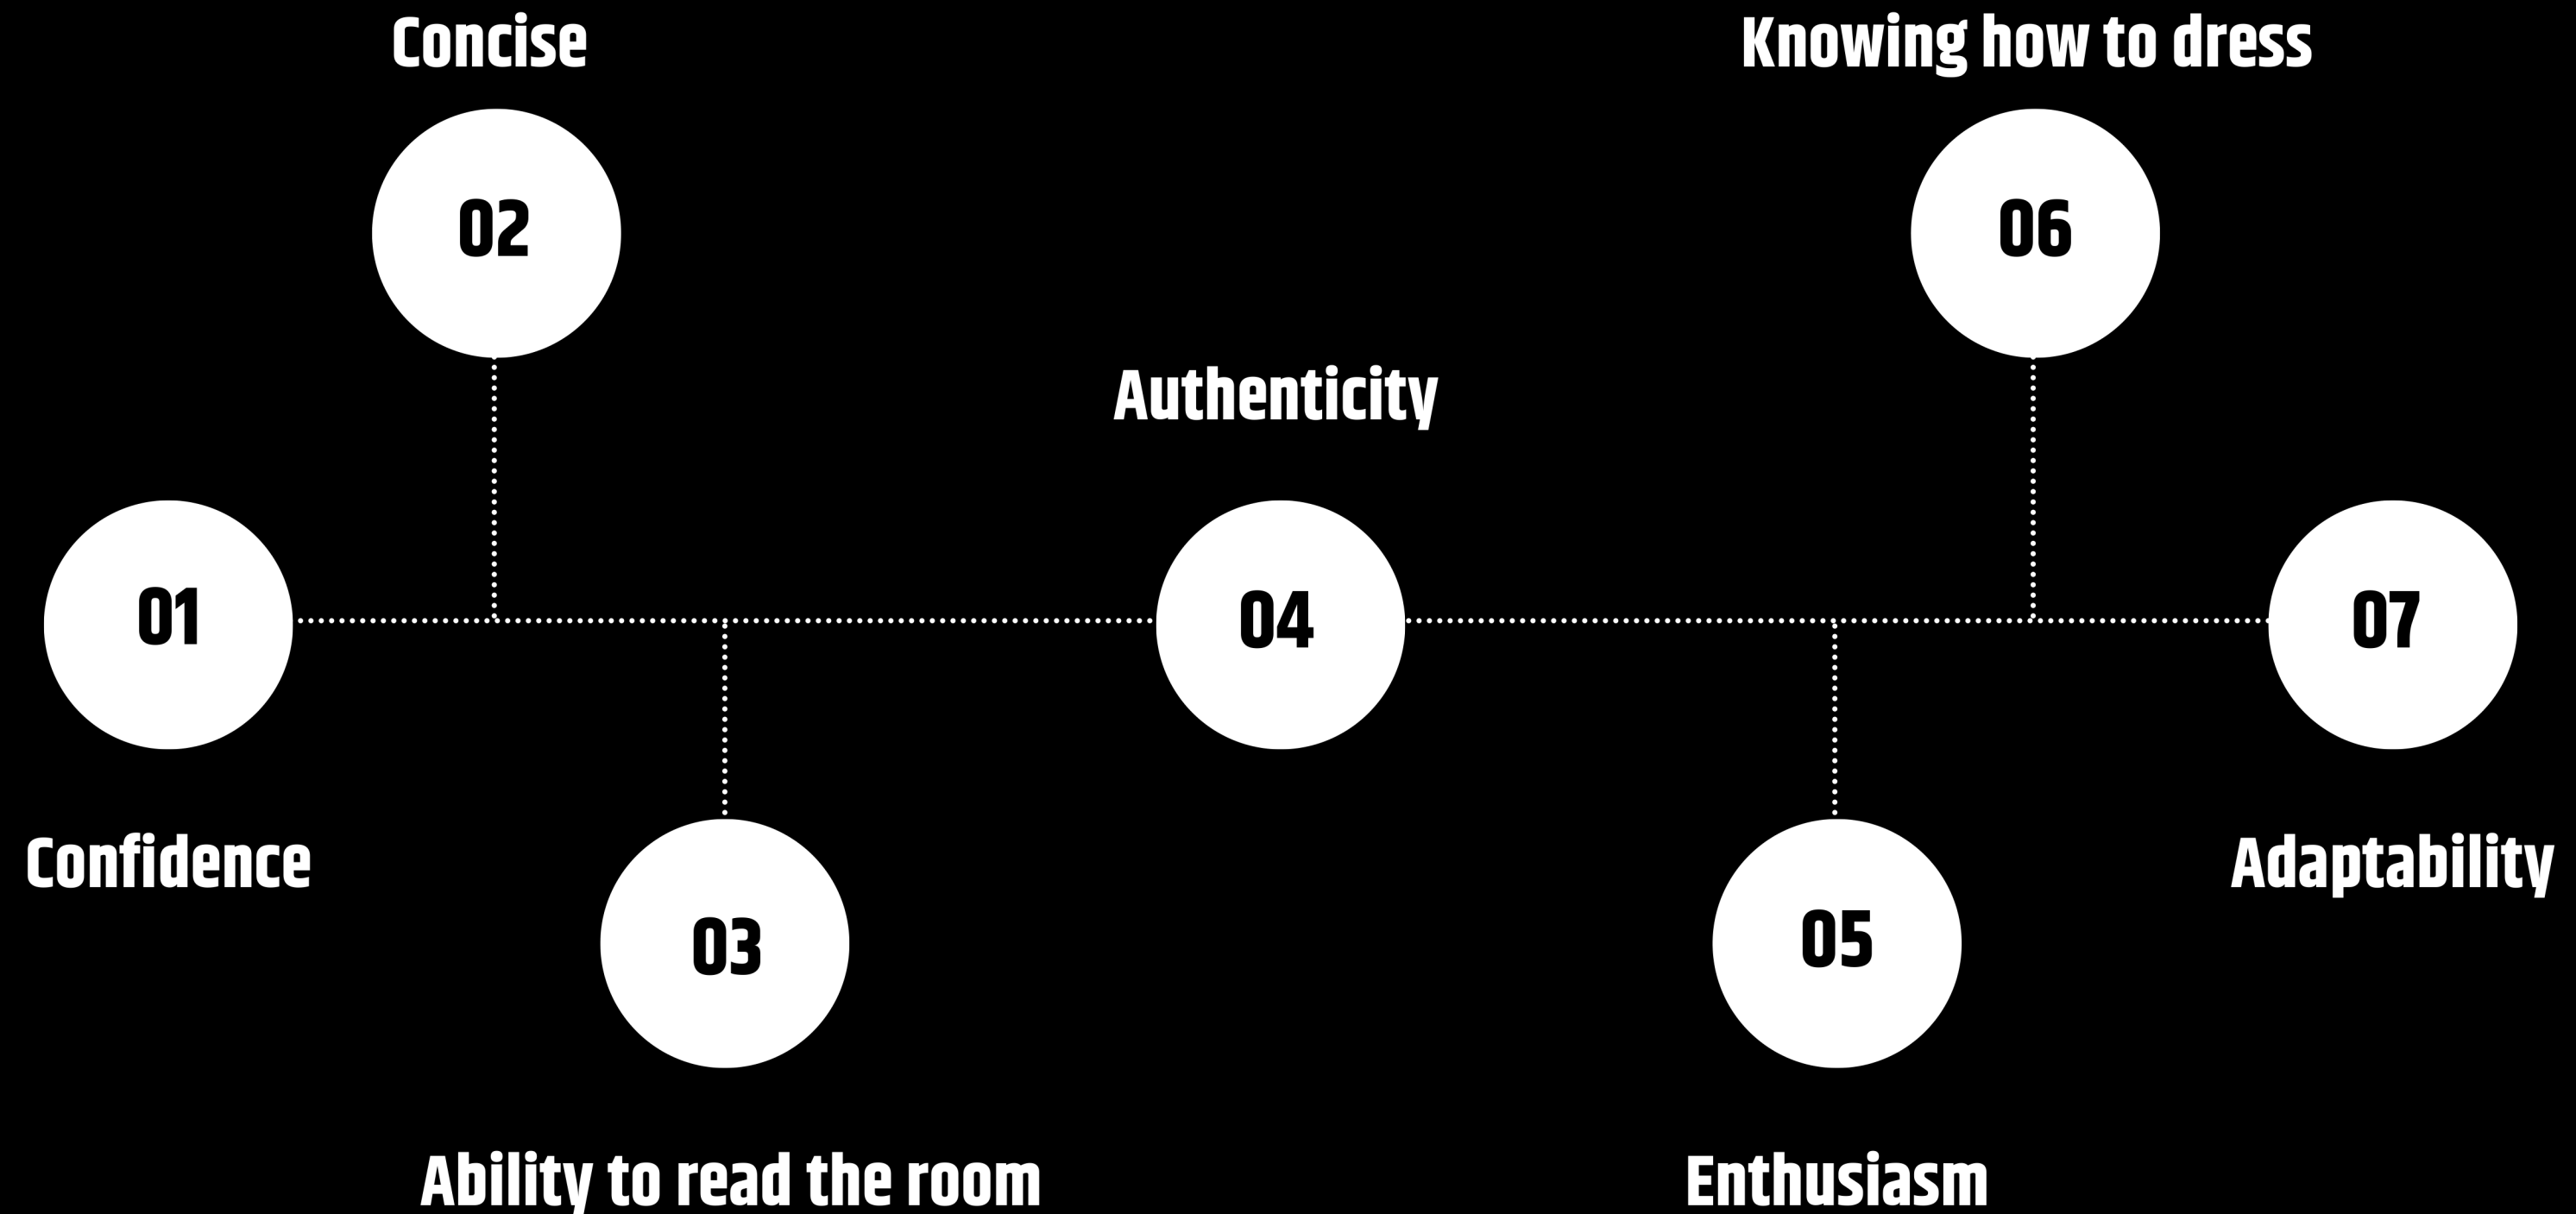 Confidence
01
Concise
02
03
Ability to read the room
Authenticity
04
05
Enthusiasm
Knowing how to dress
06
07
Adaptability